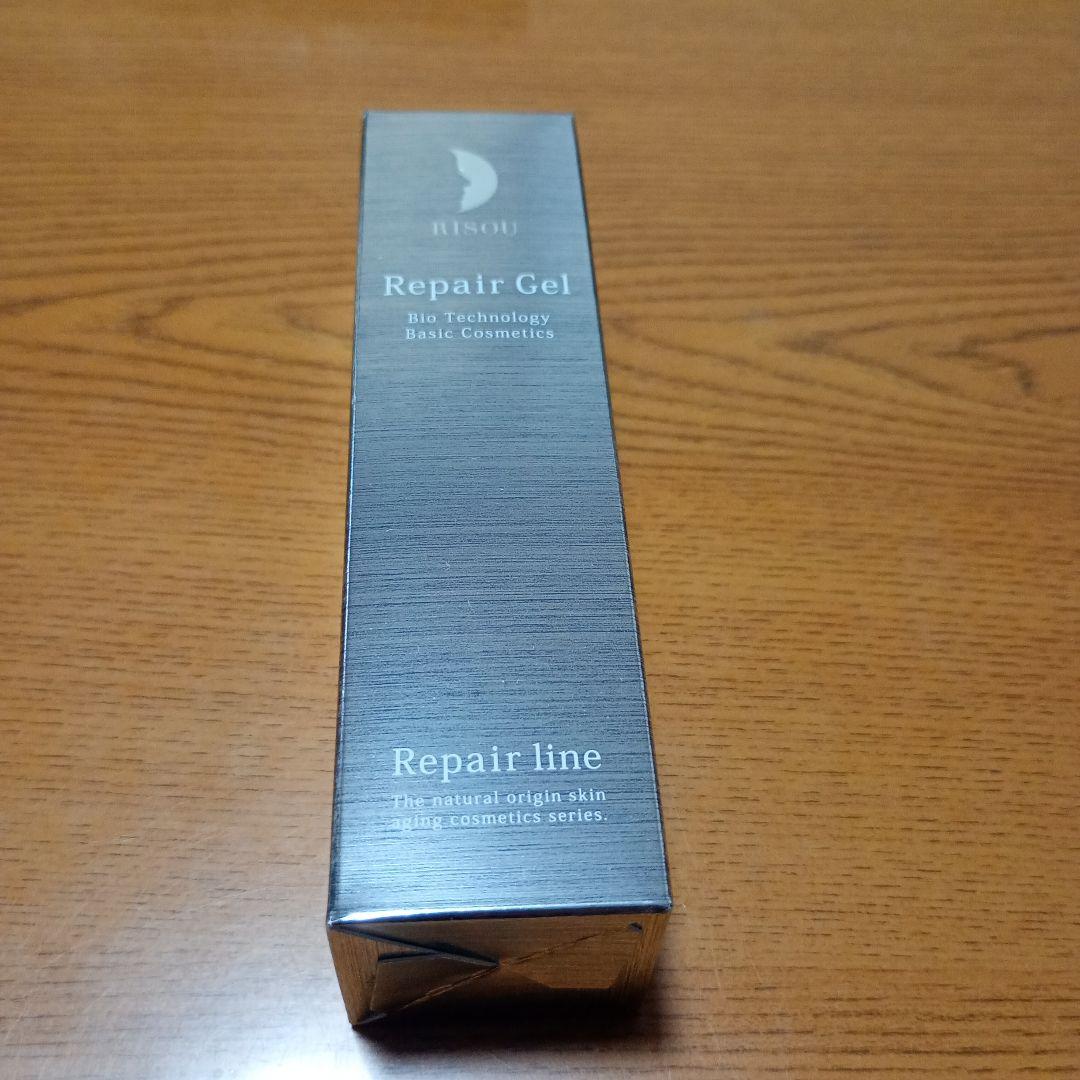 RISOU
Repair Gel
Bio Technology
Basic Cosmetics
Repair line
The natural origin skin
aging cosmetics series.